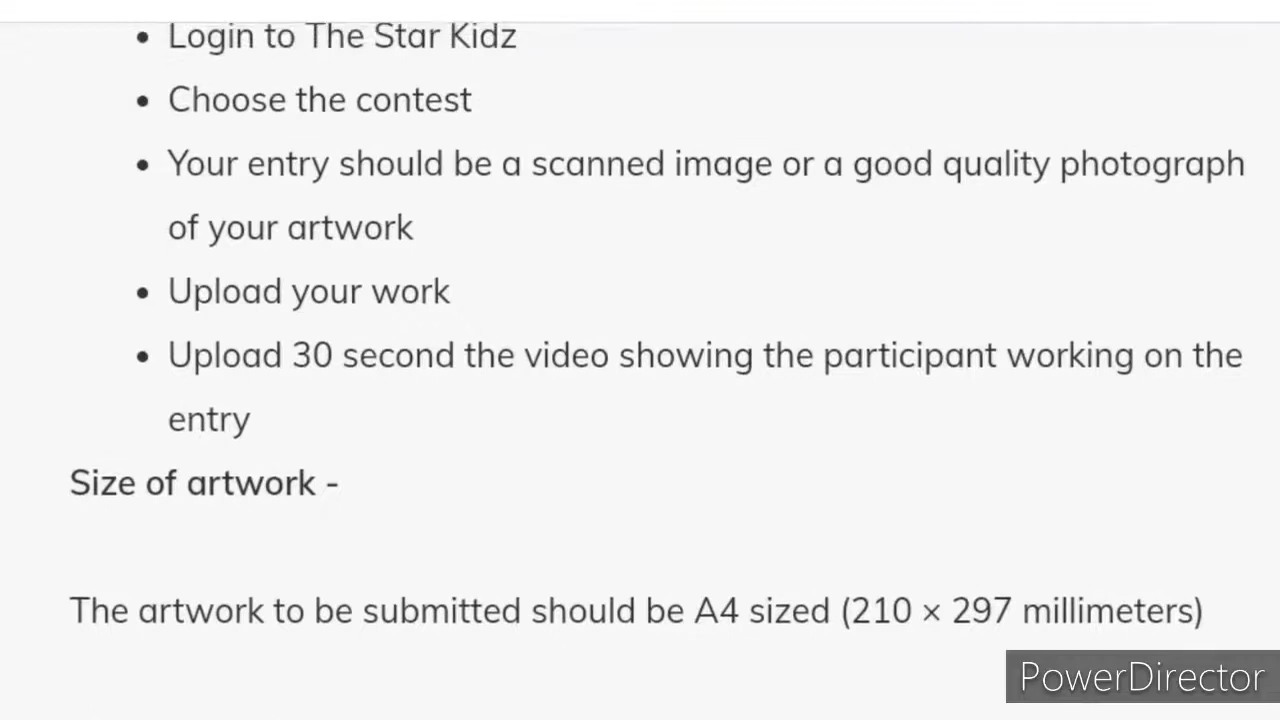 • Login to The Star Kidz
• Choose the contest
• Your entry should be a scanned image or a good quality photograph
of your artwork
• Upload your work
• Upload 30 second the video showing the participant working on the
entry
Size of artwork -
The artwork to be submitted should be A4 sized (210 × 297 millimeters)
PowerDirector